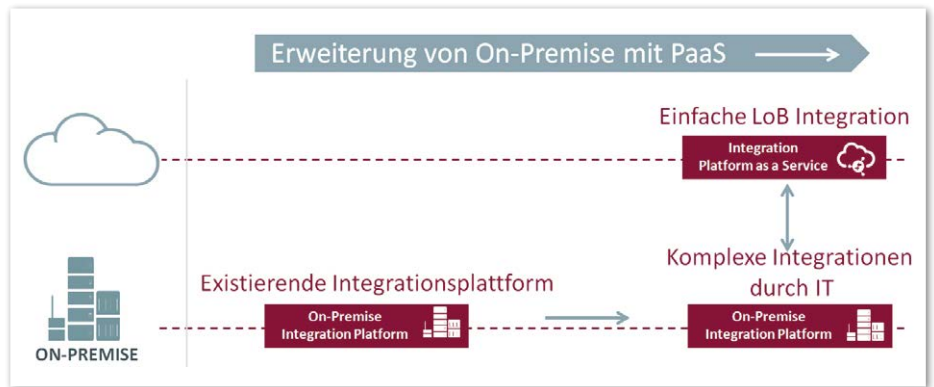 Erweiterung von On-Premise mit PaaS
Einfache LoB Integration
Integration
Platform as a Service
Komplexe Integrationen
durch IT
Existierende Integrationsplattform
On-Premise
Integration Platform
On-Premise
Integration Platform
ON-PREMISE